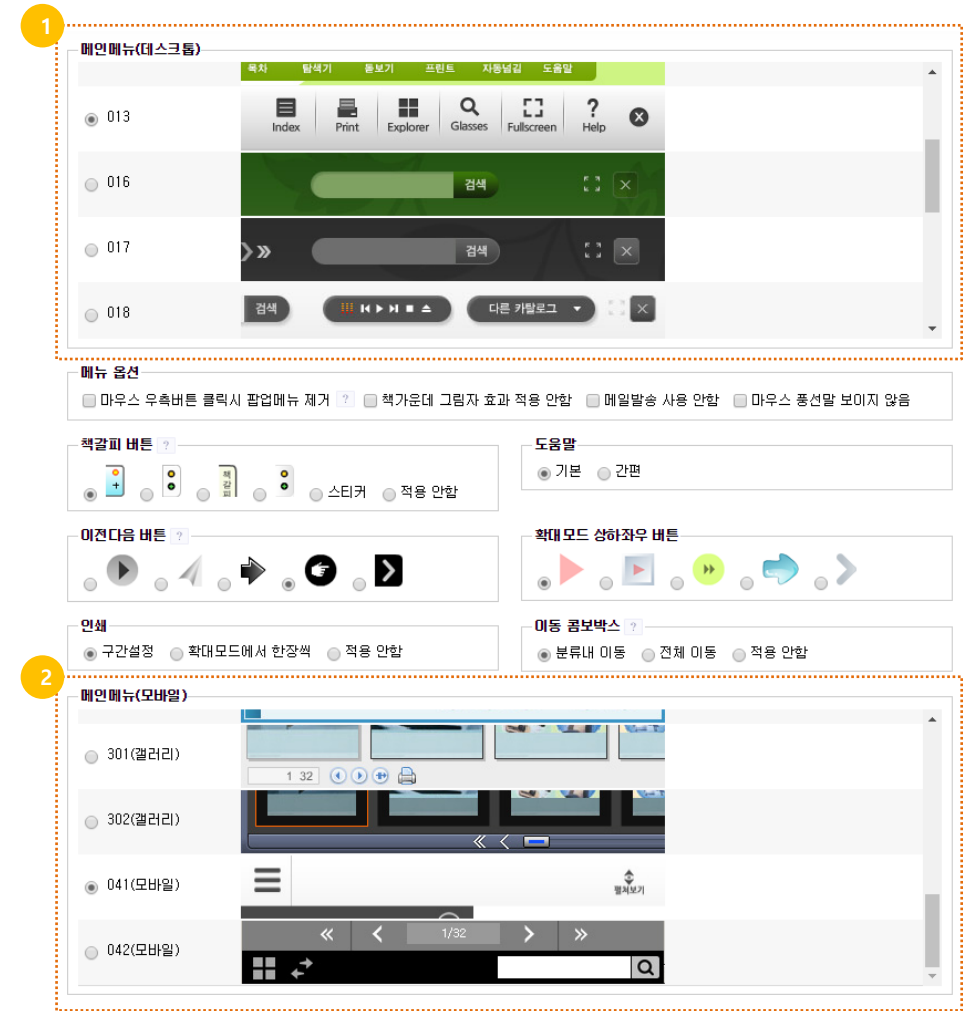 1
메인메뉴(데스크톱)
목차 탐색기 돋보기 프린트 자동넘김 도움말
013
Index Print Explorer Glasses Fullscreen Help
016
검색
017
검색
018
검색 다른 카탈로그
메뉴 옵션
마우스 우측버튼 클릭시 팝업메뉴 제거 ? 책가운데 그림자 효과 적용 안함 메일발송 사용 안함 마우스 풍선말 보이지 않음
책갈피 버튼 ?
책갈피
스티커 적용 안함
도움말
기본 간편
이전다음 버튼 ?
확대모드 상하좌우 버튼
인쇄
구간설정 확대모드에서 한장씩 적용 안함
이동 콤보박스 ?
분류내 이동 전체 이동 적용 안함
2
메인메뉴(모바일)
301(갤러리)
1 32
302(갤러리)
041(모바일)
펼쳐보기
042(모바일)
1/32